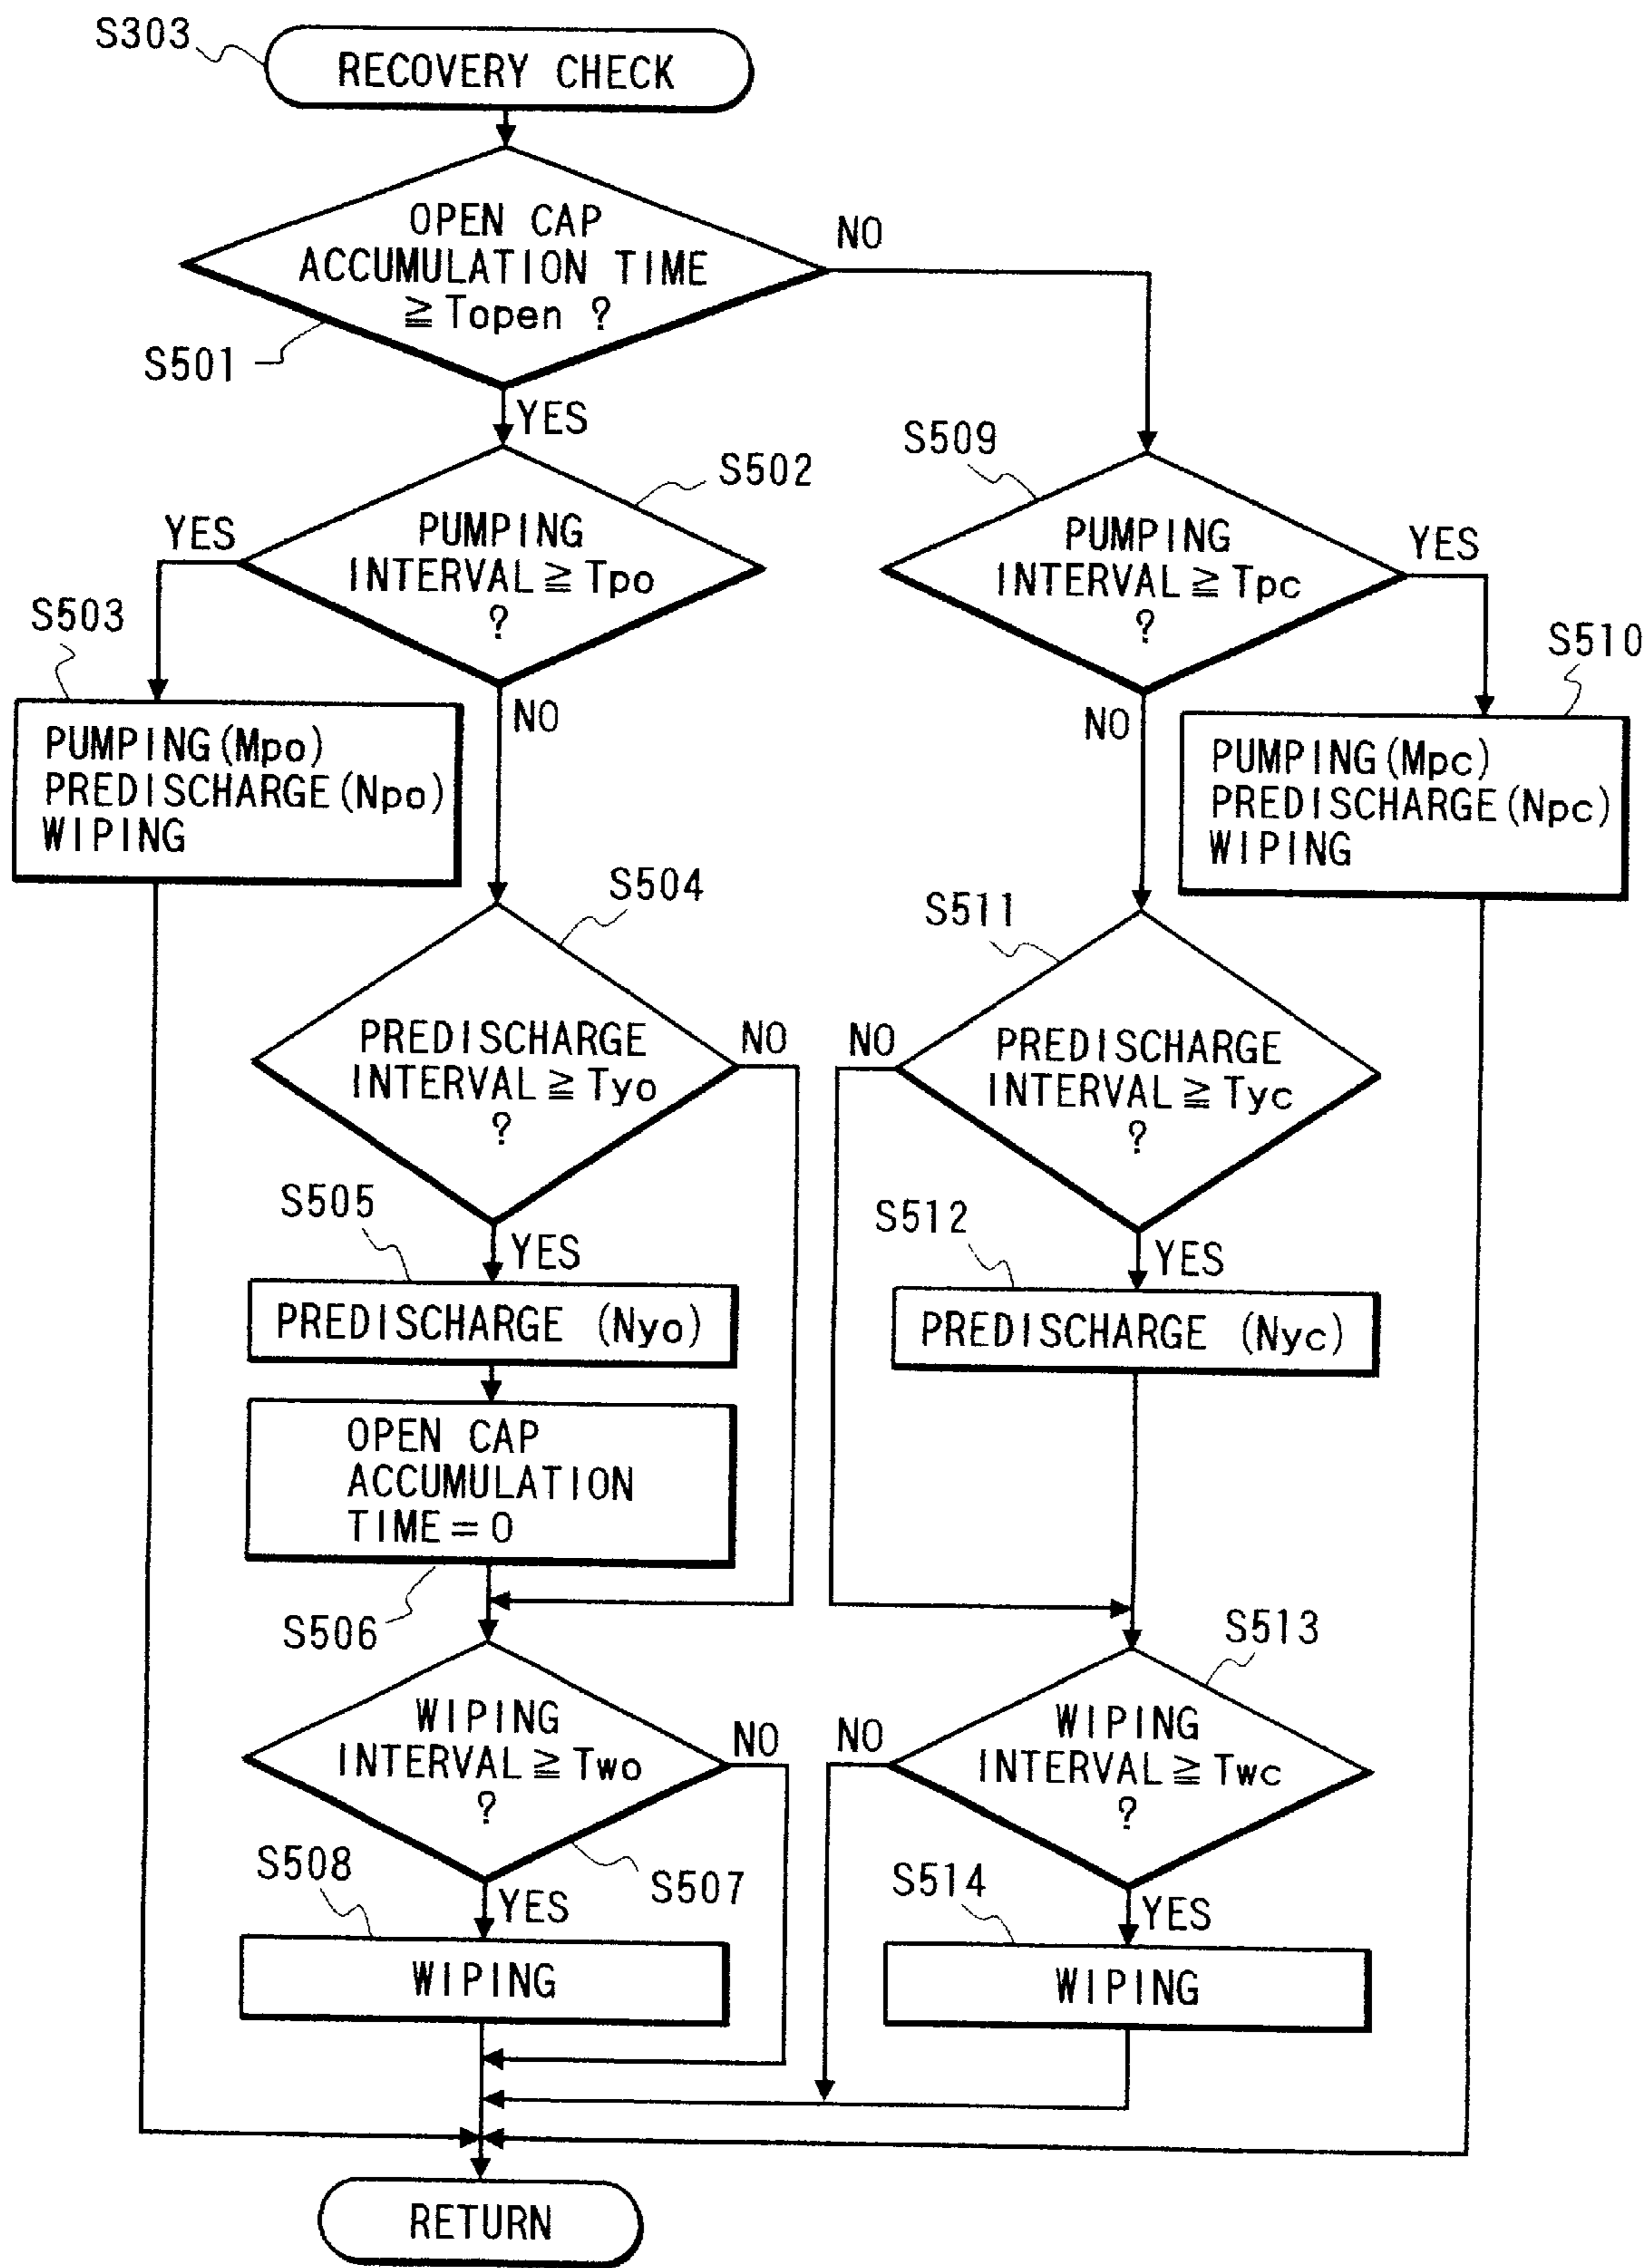 S303
RECOVERY CHECK
OPEN CAP
ACCUMULATION TIME
≧ Topen ?
NO
S501
YES
S502
PUMPING
INTERVAL ≧ Tpo
?
YES
NO
S503
PUMPING (Mpo)
PREDISCHARGE (Npo)
WIPING
S509
PUMPING
INTERVAL ≧ Tpc
?
YES
NO
S510
PUMPING (Mpc)
PREDISCHARGE (Npc)
WIPING
S504
PREDISCHARGE
INTERVAL ≧ Tyo
?
NO
YES
S505
PREDISCHARGE (Nyo)
OPEN CAP
ACCUMULATION
TIME = 0
S506
S511
PREDISCHARGE
INTERVAL ≧ Tyc
?
NO
YES
S512
PREDISCHARGE (Nyc)
WIPING
INTERVAL ≧ Two
?
NO
S507
YES
S508
WIPING
S513
WIPING
INTERVAL ≧ Twc
?
NO
YES
S514
WIPING
RETURN